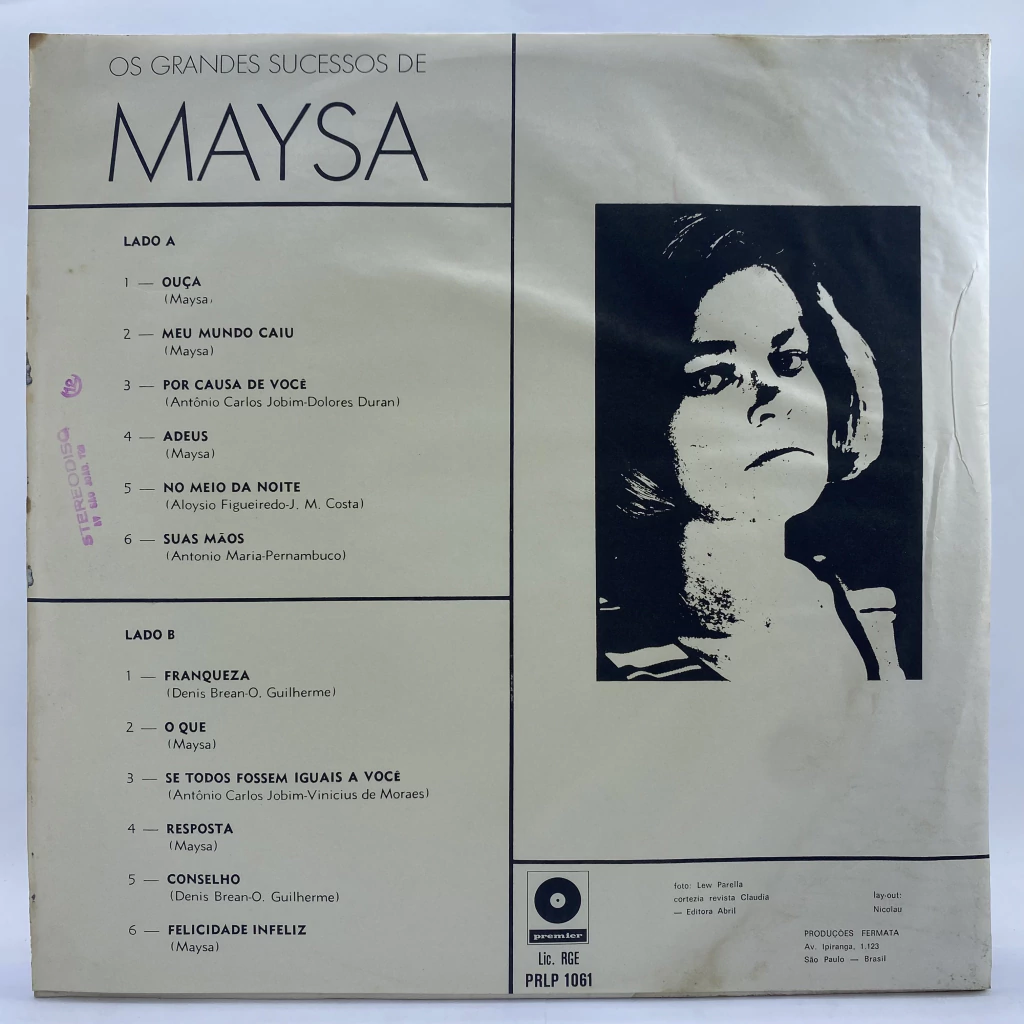 OS GRANDES SUCESSOS DE
MAYSA
LADO A
1 — OUÇA
(Maysa)
2 — MEU MUNDO CAIU
(Maysa)
3 — POR CAUSA DE VOCÊ
(Antônio Carlos Jobim-Dolores Duran)
4 — ADEUS
(Maysa)
5 — NO MEIO DA NOITE
(Aloysio Figueiredo-J. M. Costa)
6 — SUAS MÃOS
(Antonio Maria-Pernambuco)
STEREODISC
LADO B
1 — FRANQUEZA
(Denis Brean-O. Guilherme)
2 — O QUE
(Maysa)
3 — SE TODOS FOSSEM IGUAIS A VOCÊ
(Antônio Carlos Jobim-Vinicius de Moraes)
4 — RESPOSTA
(Maysa)
5 — CONSELHO
(Denis Brean-O. Guilherme)
6 — FELICIDADE INFELIZ
(Maysa)
premier
Lic. RGE
PRLP 1061
foto: Lew Parella
cortezia revista Claudia
— Editora Abril
lay-out:
Nicolau
PRODUÇÕES FERMATA
Av. Ipiranga, 1.123
São Paulo — Brasil